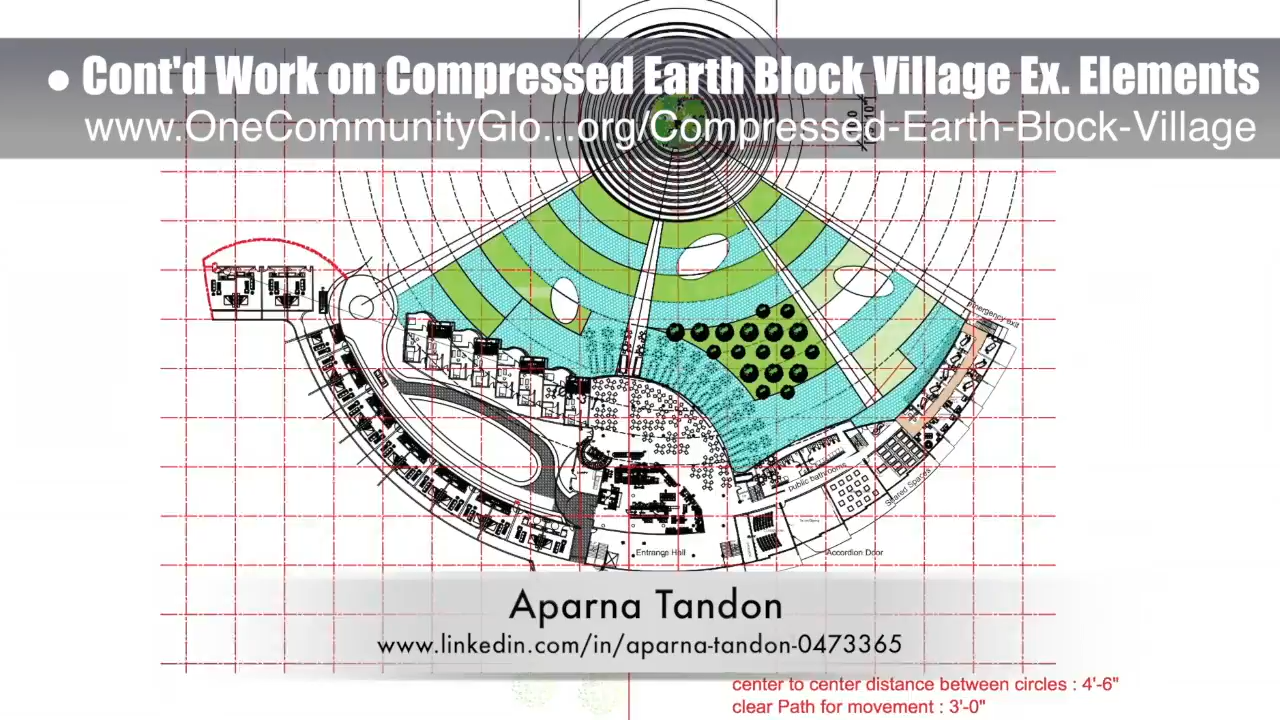 • Cont'd Work on Compressed Earth Block Village Ex. Elements
www.OneCommunityGlo...org/Compressed-Earth-Block-Village
emergency exit
public bathrooms
Shared Spaces
Entrance Hall
Accordion Door
Aparna Tandon
www.linkedin.com/in/aparna-tandon-0473365
center to center distance between circles : 4'-6"
clear Path for movement : 3'-0"